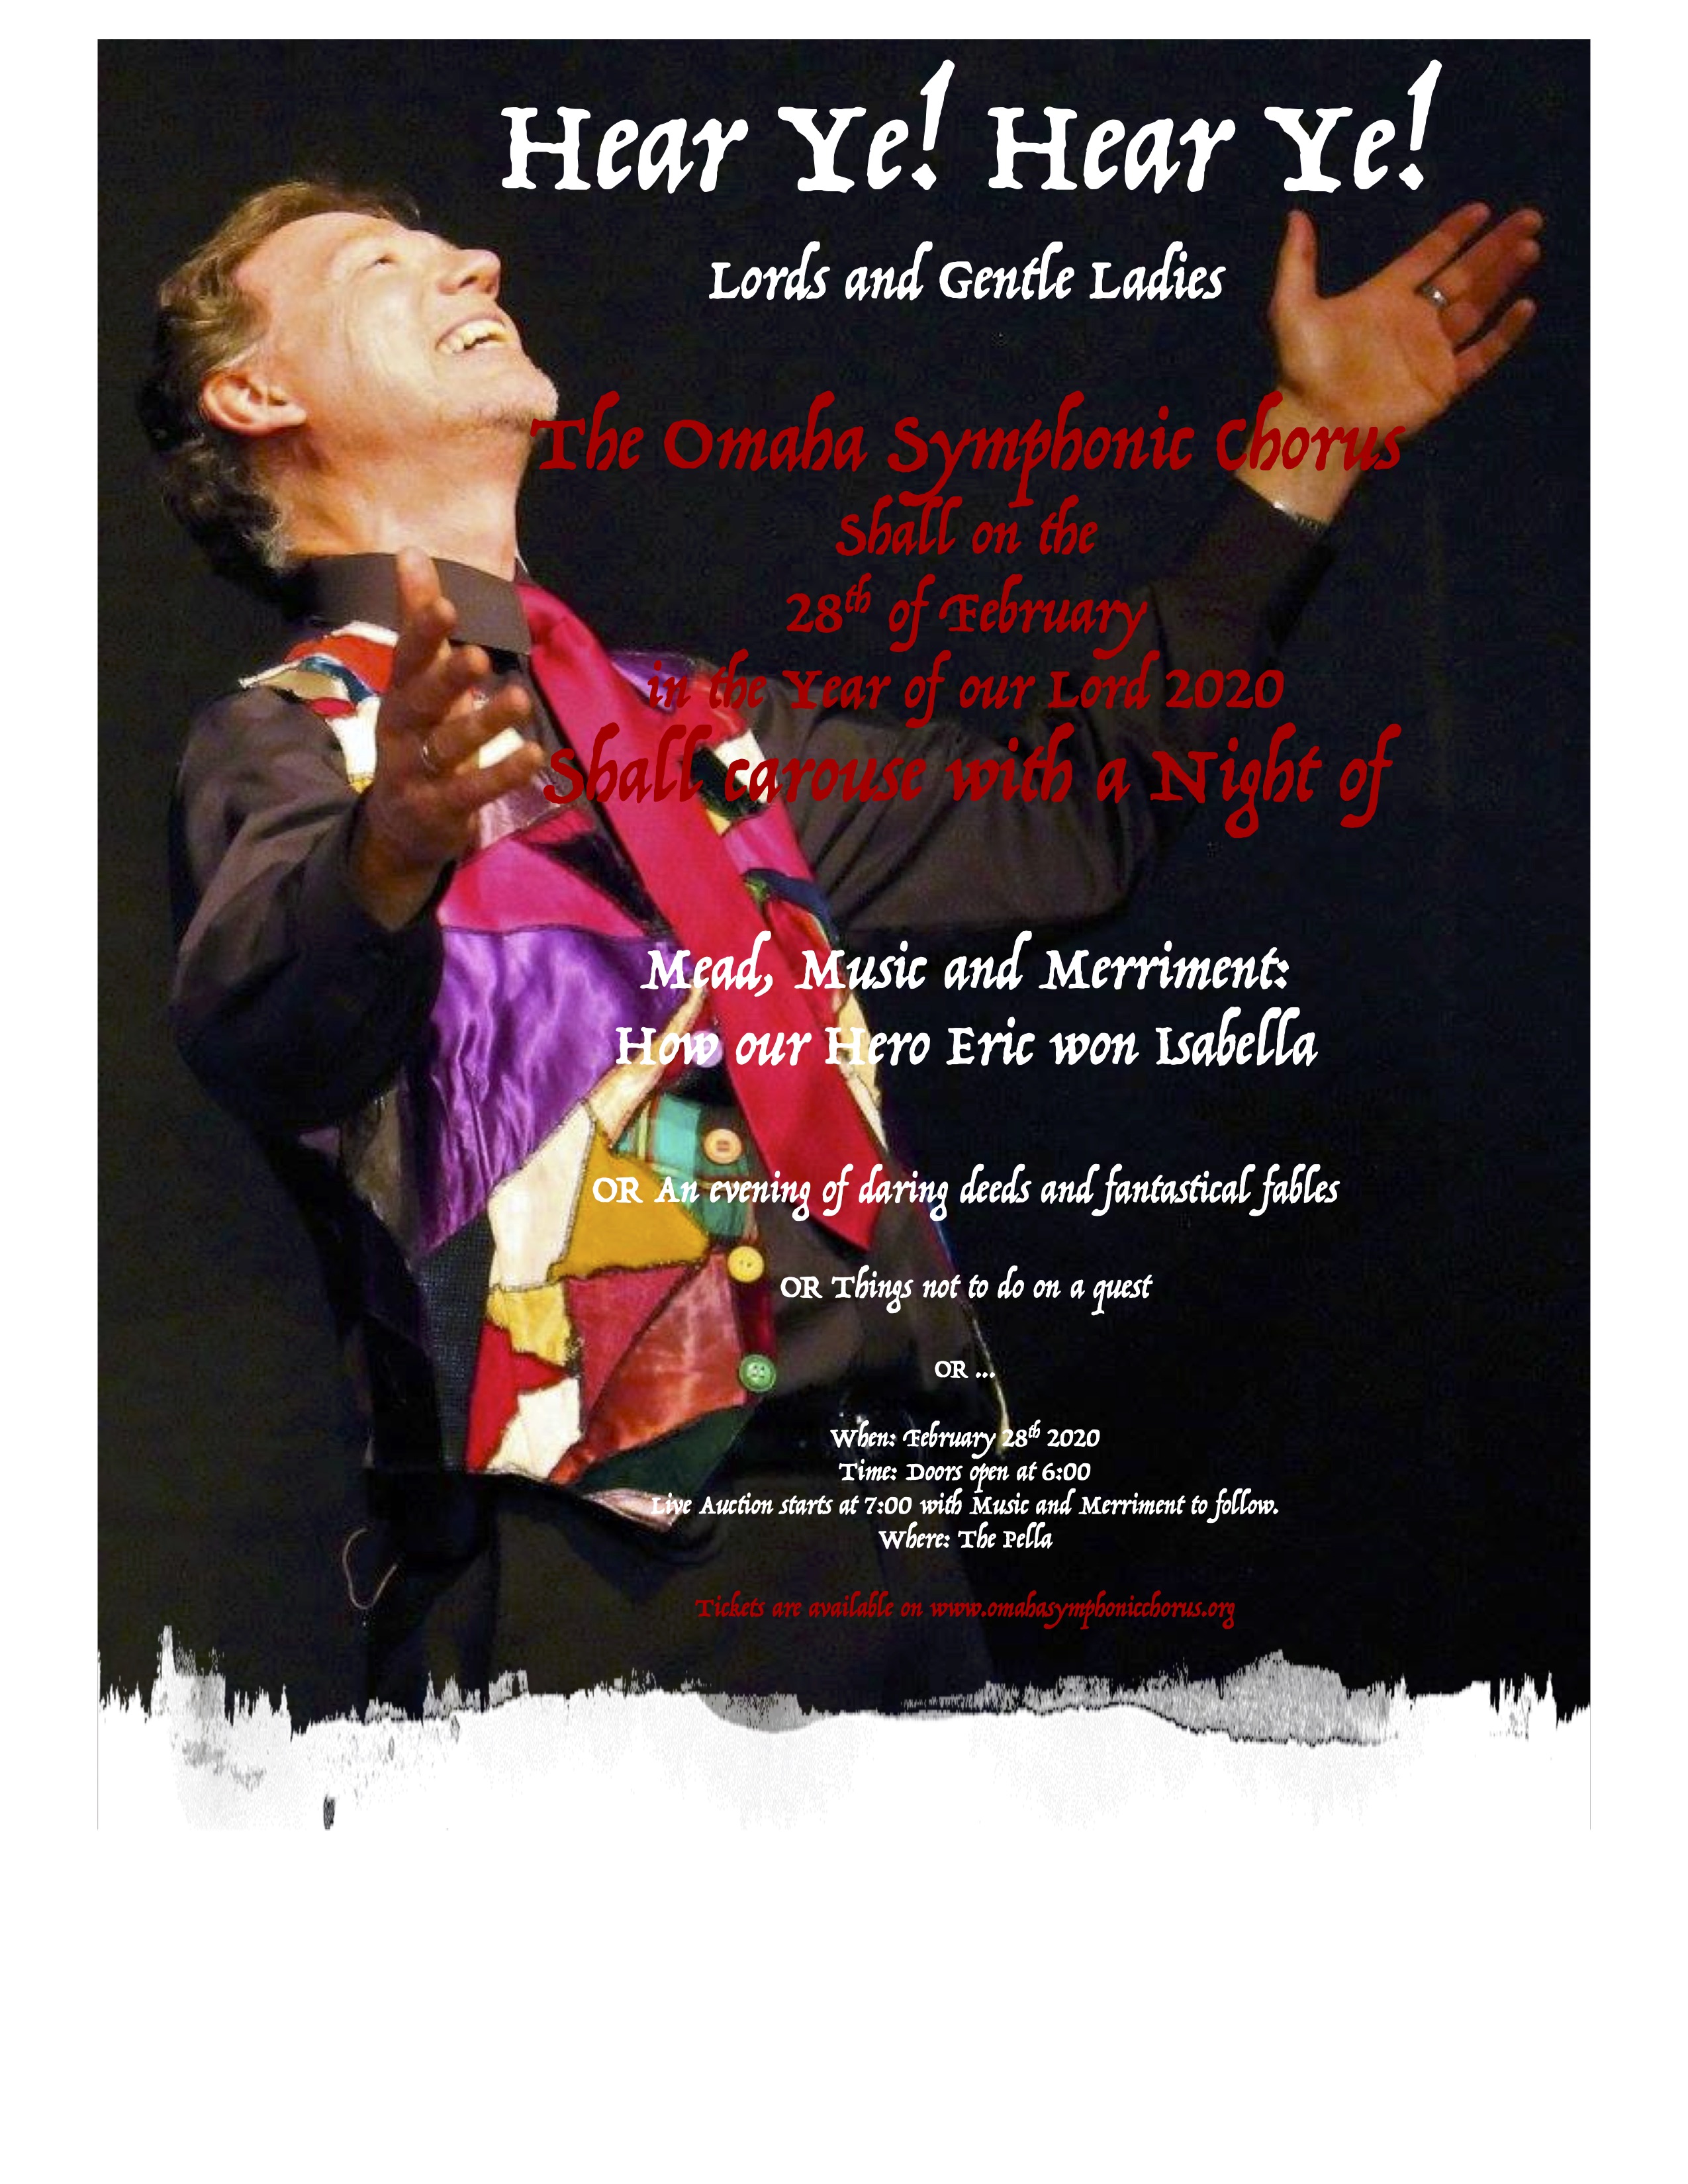 Hear Ye! Hear Ye!
Lords and Gentle Ladies
The Omaha Symphonic Chorus
Shall on the
28th of February
in the Year of our Lord 2020
Shall carouse with a Night of
Mead, Music and Merriment:
How our Hero Eric won Isabella
OR An evening of daring deeds and fantastical fables
OR Things not to do on a quest
OR ...
When: February 28th 2020
Time: Doors open at 6:00
Live Auction starts at 7:00 with Music and Merriment to follow.
Where: The Pella
Tickets are available on www.omahasymphonicchorus.org